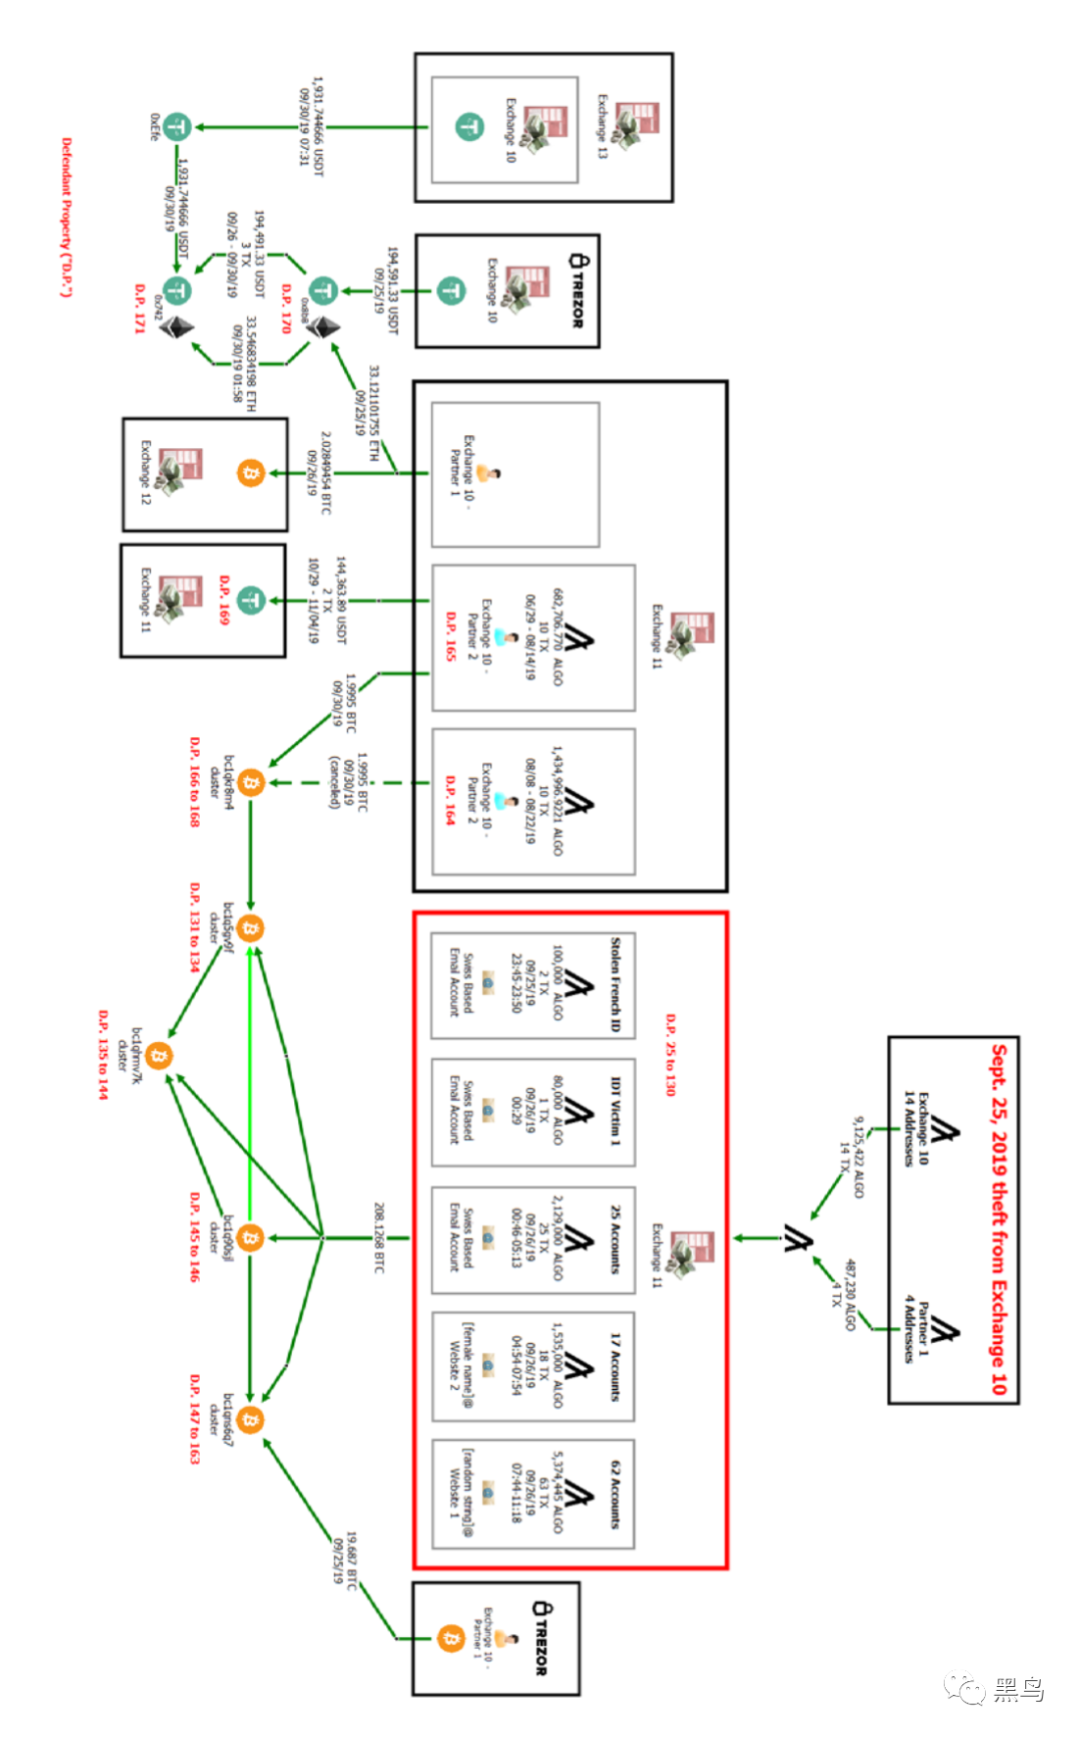 Sept. 25, 2019 theft from Exchange 10
Exchange 10
14 Addresses
Partner 1
4 Addresses
9,125,422 ALGO
14 TX
487,230 ALGO
4 TX
Exchange 13
Exchange 10
1,931.744666 USDT
09/30/19 07:31
0xEfe
1,931.744666 USDT
09/30/19
TREZOR
Exchange 10
194,591.33 USDT
09/25/19
0x8b8
D.P. 170
194,491.33 USDT
3 TX
09/26 - 09/30/19
33.546834198 ETH
09/30/19 01:58
0x742
D.P. 171
Exchange 11
Exchange 10 -
Partner 1
33.121101755 ETH
09/25/19
2.02849454 BTC
09/26/19
Exchange 12
682,706.770 ALGO
10 TX
06/29 - 08/14/19
Exchange 10 -
Partner 2
D.P. 165
144,363.89 USDT
2 TX
10/29 - 11/04/19
D.P. 169
Exchange 11
1.9995 BTC
09/30/19
1,434,996.9221 ALGO
10 TX
08/08 - 08/22/19
Exchange 10 -
Partner 2
D.P. 164
1.9995 BTC
09/30/19
(canceled)
bc1qkr8m4
cluster
D.P. 166 to 168
D.P. 25 to 130
Exchange 11
Stolen French ID
100,000 ALGO
2 TX
09/25/19
23:45-23:50
Swiss Based
Email Account
IDT Victim 1
80,000 ALGO
1 TX
09/26/19
00:29
Swiss Based
Email Account
25 Accounts
2,129,000 ALGO
25 TX
09/26/19
00:46-05:13
Swiss Based
Email Account
17 Accounts
1,535,000 ALGO
18 TX
09/26/19
04:54-07:54
[female name]@
Website 2
62 Accounts
5,374,445 ALGO
63 TX
09/26/19
07:44-11:18
[random string]@
Website 1
208.1268 BTC
bc1q5gv9f
cluster
D.P. 131 to 134
bc1qhmv7k
cluster
D.P. 135 to 144
bc1q90sjl
cluster
D.P. 145 to 146
bc1qns6q7
cluster
D.P. 147 to 163
TREZOR
Exchange 10 -
Partner 1
19.687 BTC
09/25/19
Defendant Property ("D.P.")
黑鸟